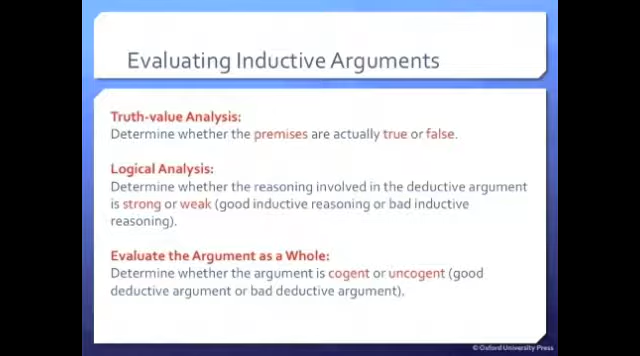 Evaluating Inductive Arguments
Truth-value Analysis:
Determine whether the premises are actually true or false.
Logical Analysis:
Determine whether the reasoning involved in the deductive argument
is strong or weak (good inductive reasoning or bad inductive
reasoning).
Evaluate the Argument as a Whole:
Determine whether the argument is cogent or uncogent (good
deductive argument or bad deductive argument).
© Oxford University Press